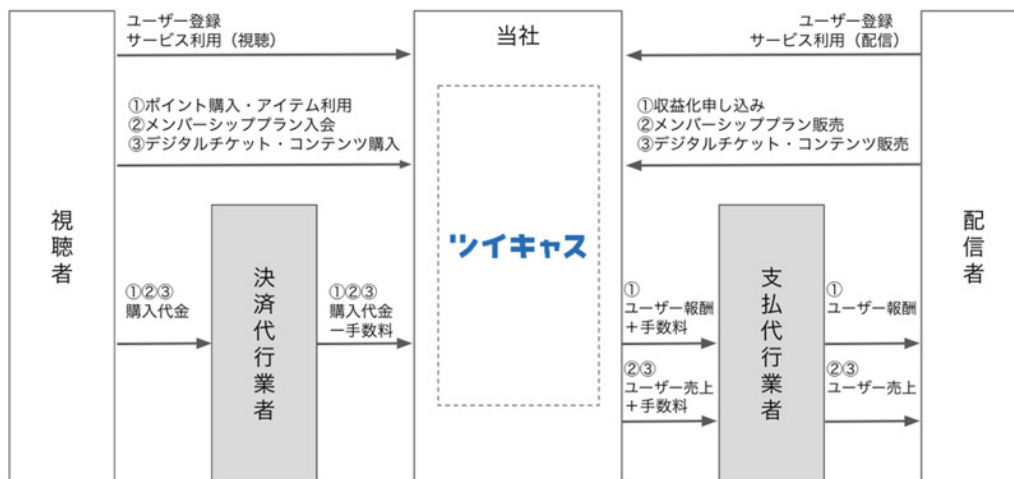 ユーザー登録
サービス利用（視聴）
当社
ユーザー登録
サービス利用（配信）
①ポイント購入・アイテム利用
②メンバーシッププラン入会
③デジタルチケット・コンテンツ購入
①収益化申し込み
②メンバーシッププラン販売
③デジタルチケット・コンテンツ販売
視聴者
①②③
購入代金
決済代行業者
①②③
購入代金
ー手数料
ツイキャス
①
ユーザー報酬
＋手数料
②③
ユーザー売上
＋手数料
支払代行業者
①
ユーザー報酬
②③
ユーザー売上
配信者